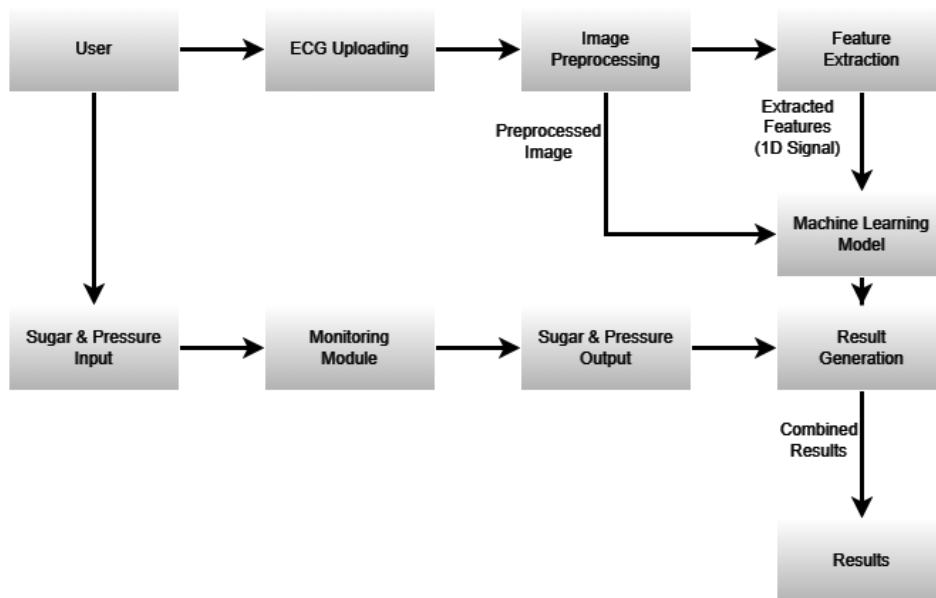 User
ECG Uploading
Image
Preprocessing
Feature
Extraction
Preprocessed
Image
Extracted
Features
(1D Signal)
Machine Learning
Model
Sugar & Pressure
Input
Monitoring
Module
Sugar & Pressure
Output
Result
Generation
Combined
Results
Results